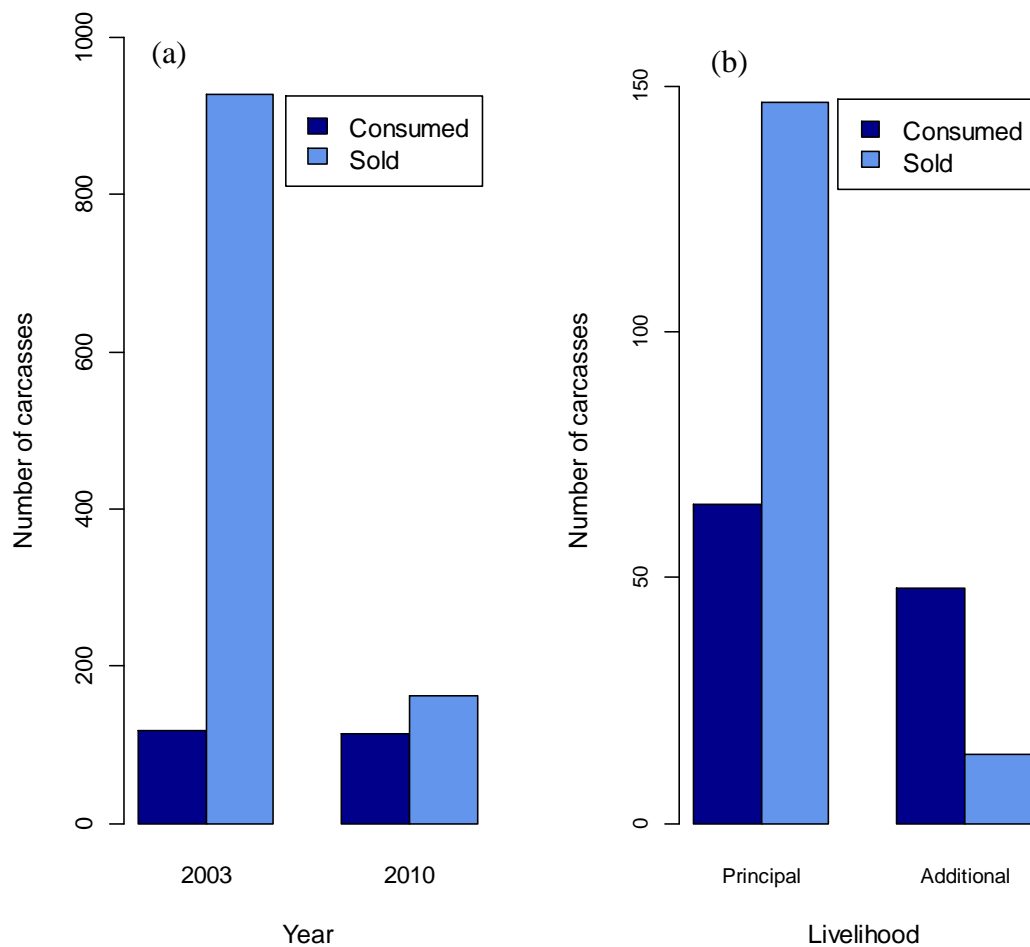 (a)
Number of carcasses
1000
800
600
400
200
0
Consumed
Sold
2003
2010
Year
(b)
Number of carcasses
150
100
50
0
Consumed
Sold
Principal
Additional
Livelihood